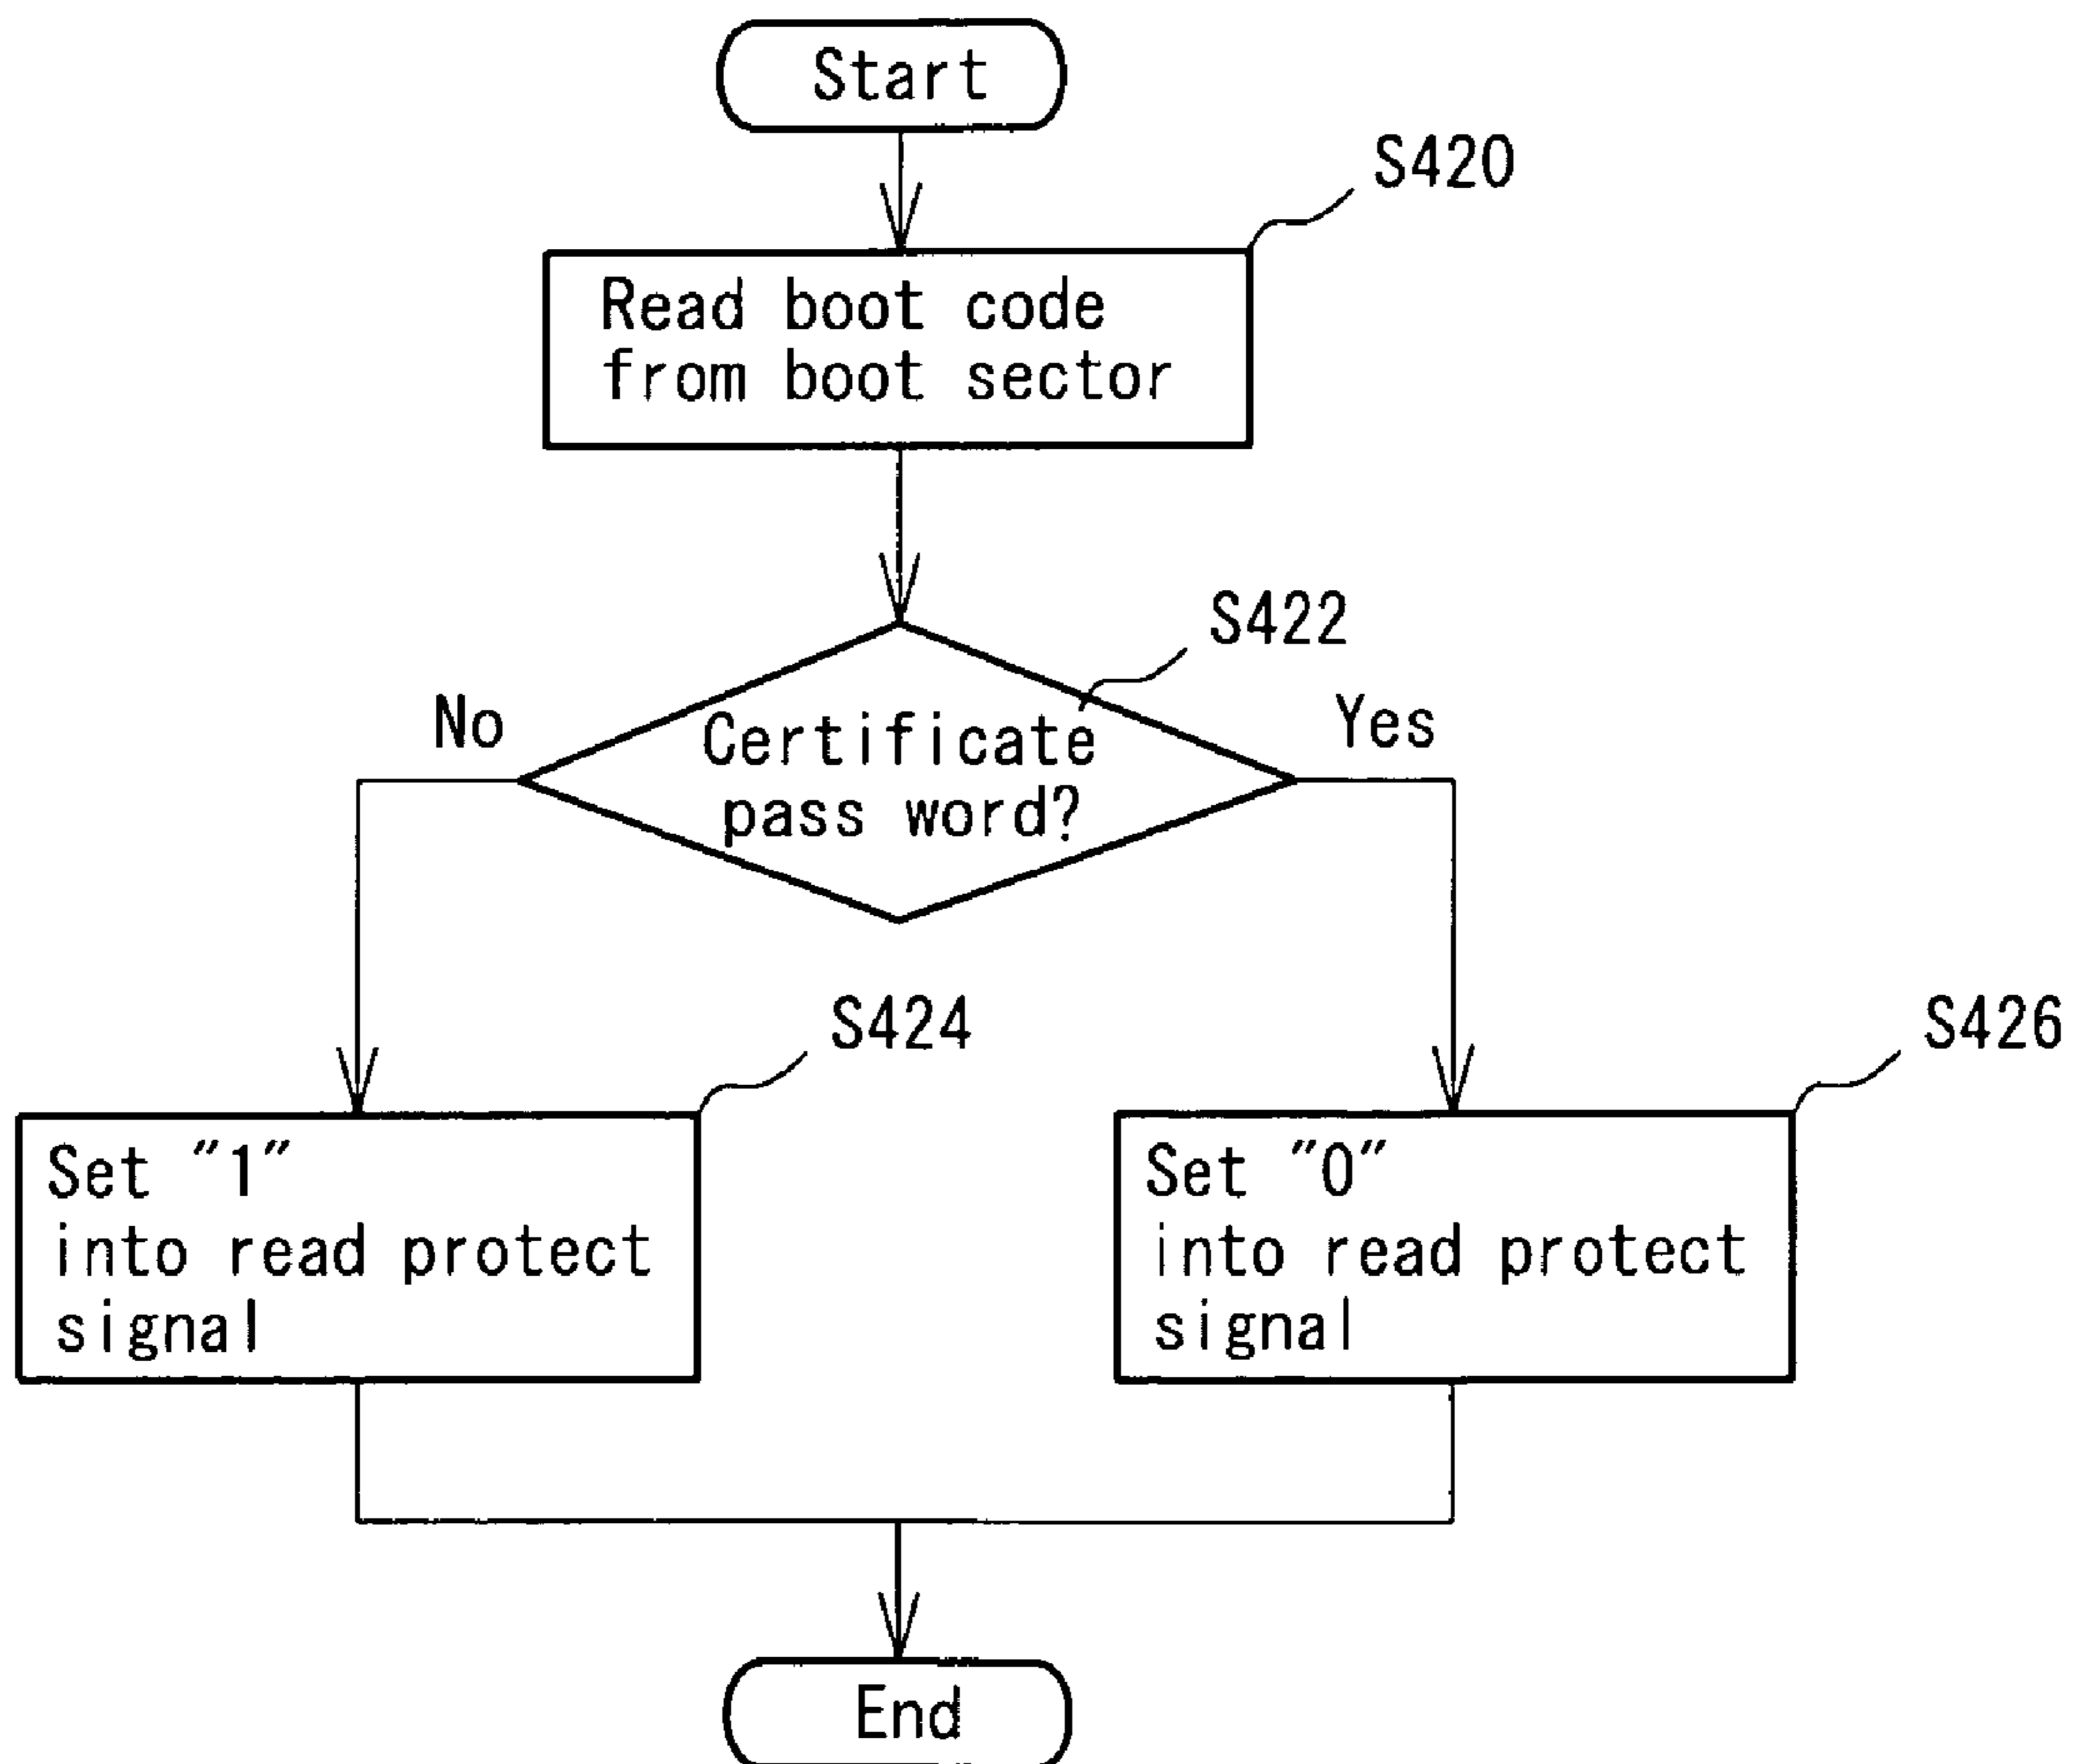 Start
S420
Read boot code
from boot sector
S422
No
Yes
Certificate
pass word?
S424
S426
Set "1"
into read protect
signal
Set "0"
into read protect
signal
End